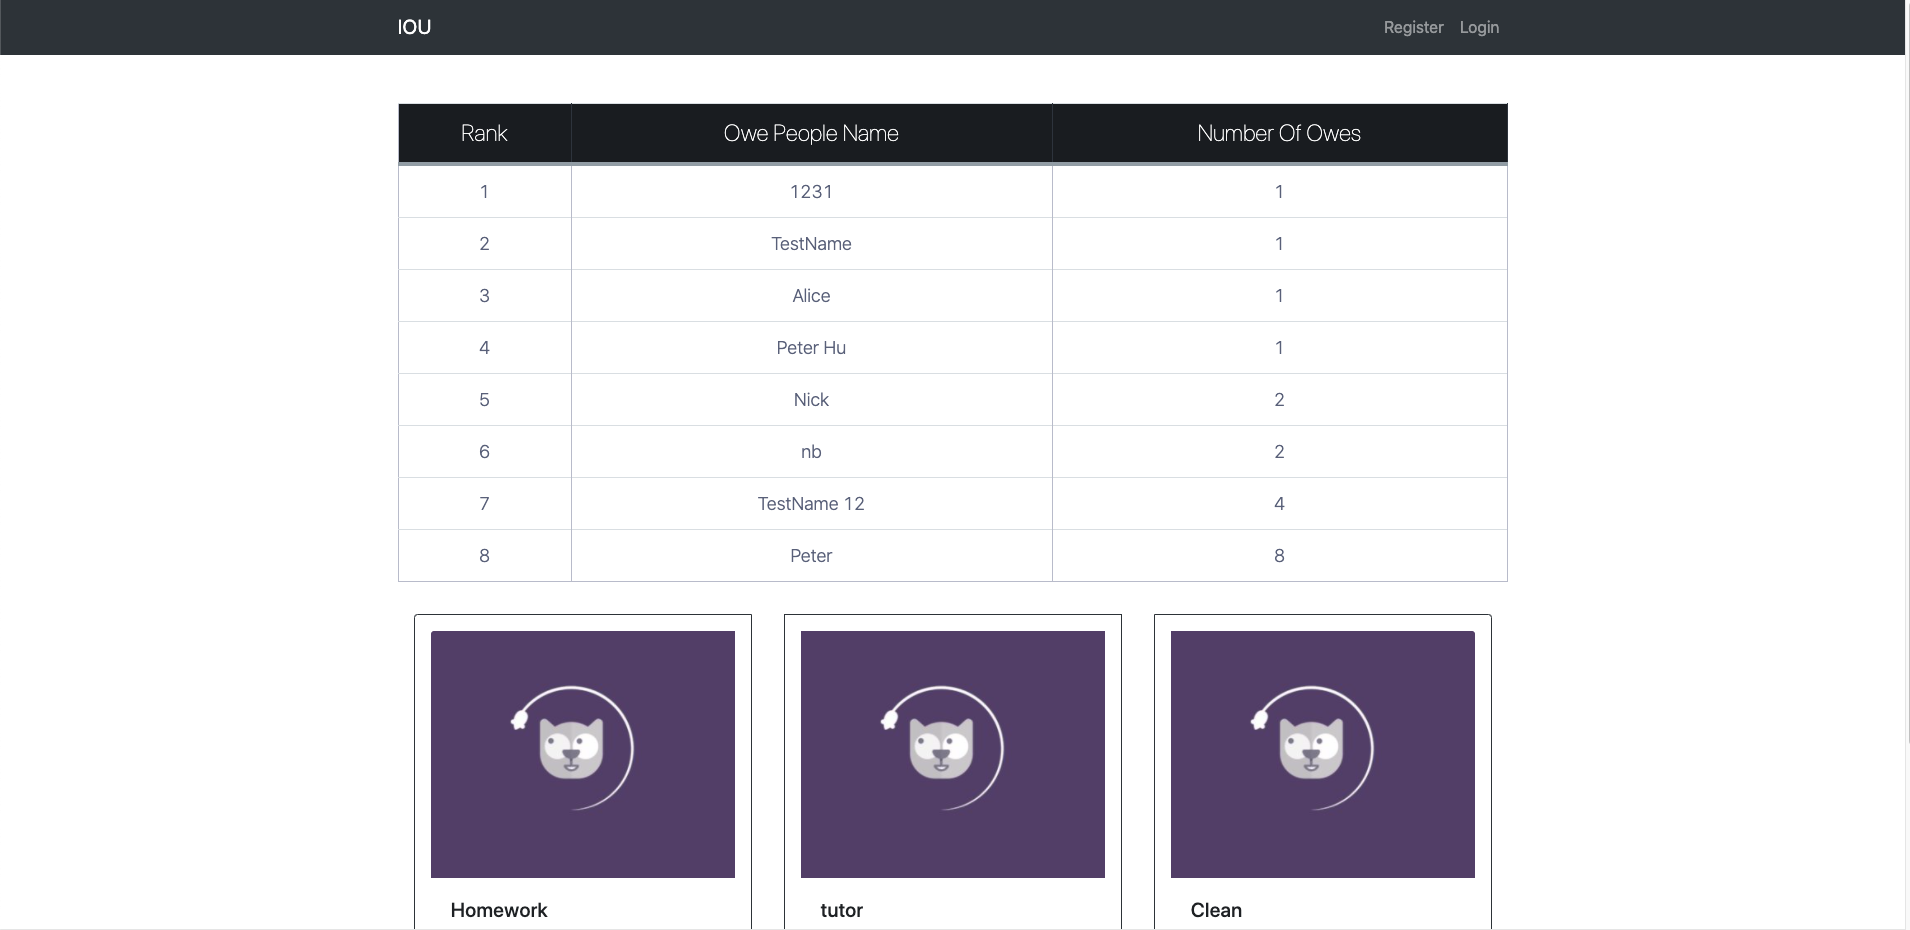 IOU Register Login
Rank Owe People Name Number Of Owes
1 1231 1
2 TestName 1
3 Alice 1
4 Peter Hu 1
5 Nick 2
6 nb 2
7 TestName 12 4
8 Peter 8
Homework tutor Clean